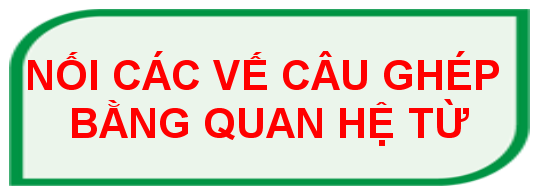 NỐI CÁC VẾ CÂU GHÉP
BẰNG QUAN HỆ TỪ